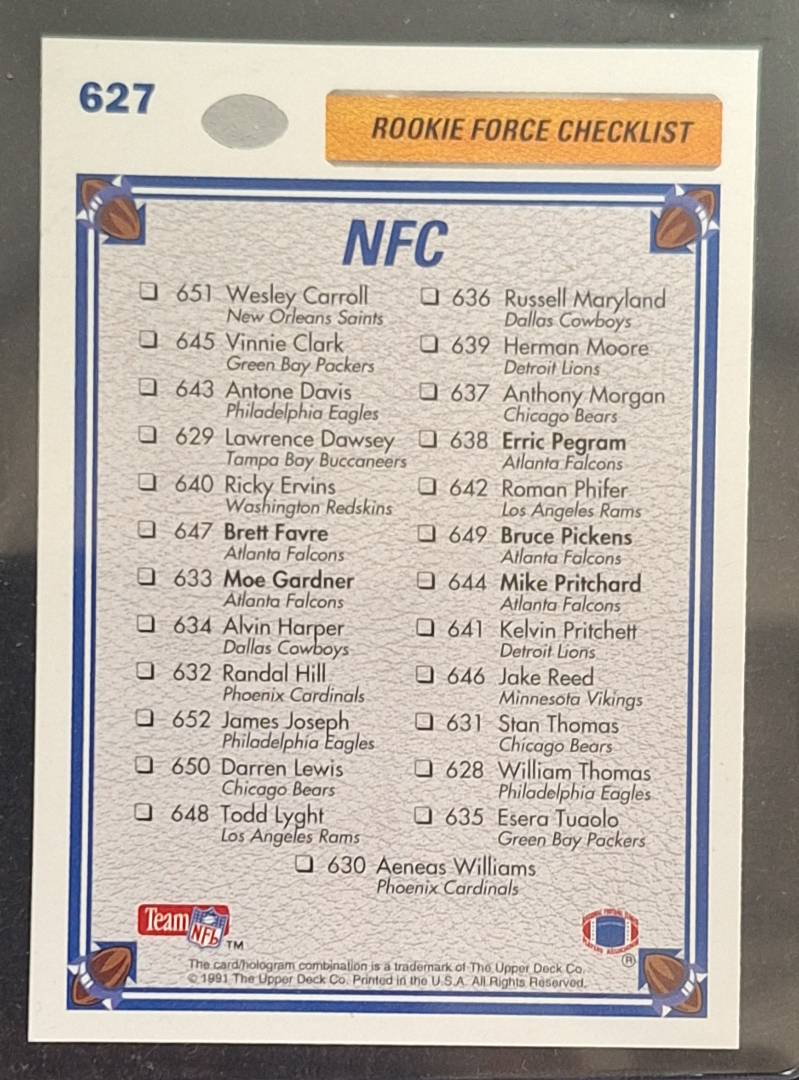 627
ROOKIE FORCE CHECKLIST
NFC
651 Wesley Carroll
New Orleans Saints
645 Vinnie Clark
Green Bay Packers
643 Antone Davis
Philadelphia Eagles
629 Lawrence Dawsey
Tampa Bay Buccaneers
640 Ricky Ervins
Washington Redskins
647 Brett Favre
Atlanta Falcons
633 Moe Gardner
Atlanta Falcons
634 Alvin Harper
Dallas Cowboys
632 Randal Hill
Phoenix Cardinals
652 James Joseph
Philadelphia Eagles
650 Darren Lewis
Chicago Bears
648 Todd Lyght
Los Angeles Rams
636 Russell Maryland
Dallas Cowboys
639 Herman Moore
Detroit Lions
637 Anthony Morgan
Chicago Bears
638 Erric Pegram
Atlanta Falcons
642 Roman Phifer
Los Angeles Rams
649 Bruce Pickens
Atlanta Falcons
644 Mike Pritchard
Atlanta Falcons
641 Kelvin Pritchett
Detroit Lions
646 Jake Reed
Minnesota Vikings
631 Stan Thomas
Chicago Bears
628 William Thomas
Philadelphia Eagles
635 Esera Tuaolo
Green Bay Packers
630 Aeneas Williams
Phoenix Cardinals
Team NFL TM
®
The card/hologram combination is a trademark of The Upper Deck Co.
© 1991 The Upper Deck Co. Printed in the U.S.A. All Rights Reserved.